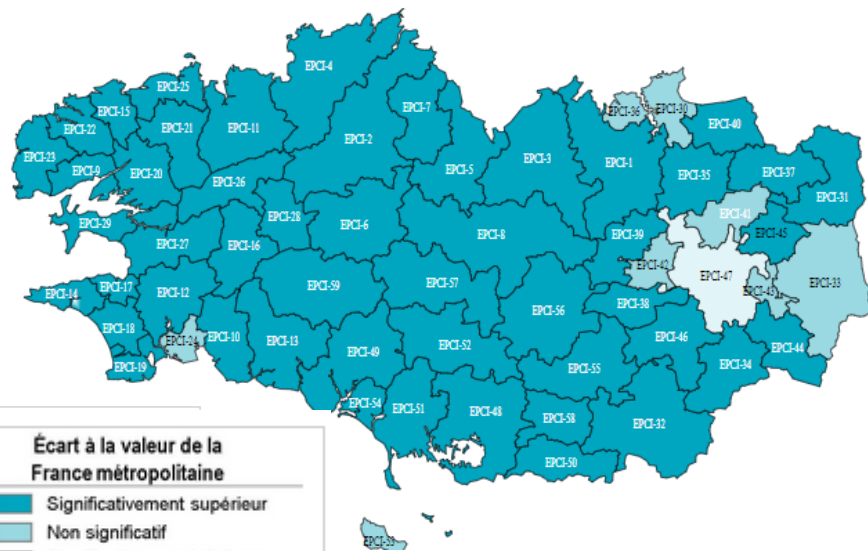 EPCI-4
EPCI-25
EPCI-15
EPCI-7
EPCI-36
EPCI-30
EPCI-22
EPCI-21
EPCI-11
EPCI-40
EPCI-2
EPCI-23
EPCI-9
EPCI-20
EPCI-5
EPCI-3
EPCI-1
EPCI-35
EPCI-37
EPCI-26
EPCI-31
EPCI-29
EPCI-28
EPCI-6
EPCI-41
EPCI-8
EPCI-39
EPCI-45
EPCI-27
EPCI-16
EPCI-42
EPCI-47
EPCI-33
EPCI-14
EPCI-17
EPCI-12
EPCI-59
EPCI-57
EPCI-43
EPCI-38
EPCI-56
EPCI-18
EPCI-24
EPCI-10
EPCI-13
EPCI-49
EPCI-52
EPCI-46
EPCI-44
EPCI-19
EPCI-55
EPCI-34
EPCI-54
EPCI-51
EPCI-48
EPCI-58
EPCI-32
EPCI-50
EPCI-53
Écart à la valeur de la
France métropolitaine
Significativement supérieur
Non significatif